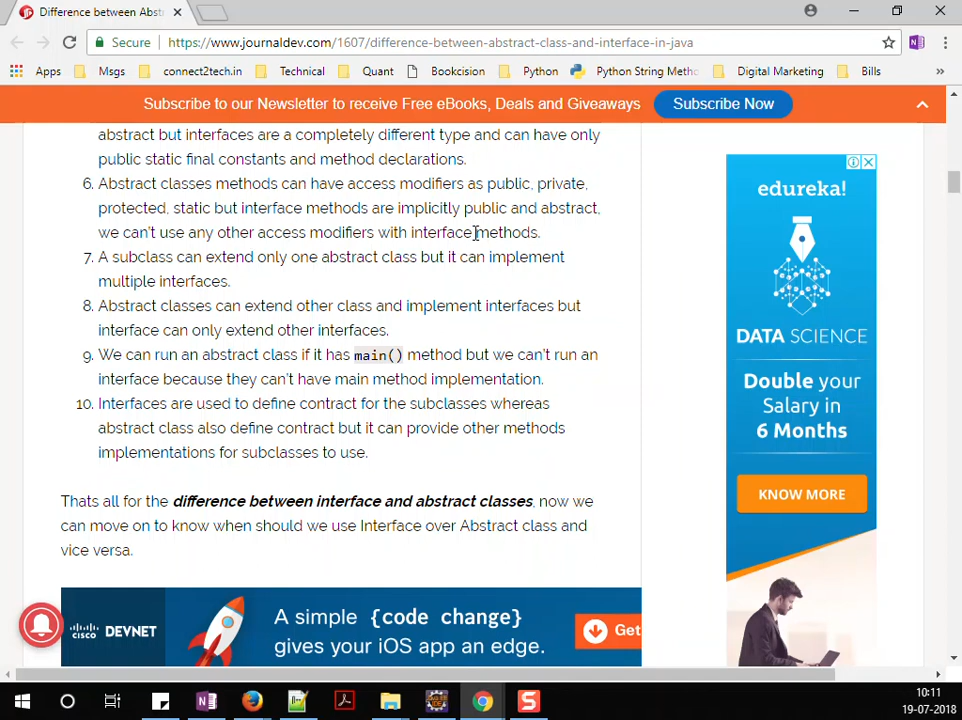 Difference between Abst
Secure
https://www.journaldev.com/1607/difference-between-abstract-class-and-interface-in-java
Apps
Msgs
connect2tech.in
Technical
Quant
Bookcision
Python
Python String Metho
Digital Marketing
Bills
»
Subscribe to our Newsletter to receive Free eBooks, Deals and Giveaways
Subscribe Now
abstract but interfaces are a completely different type and can have only
public static final constants and method declarations.
6. Abstract classes methods can have access modifiers as public, private,
protected, static but interface methods are implicitly public and abstract,
we can't use any other access modifiers with interface methods.
7. A subclass can extend only one abstract class but it can implement
multiple interfaces.
8. Abstract classes can extend other class and implement interfaces but
interface can only extend other interfaces.
9. We can run an abstract class if it has main() method but we can't run an
interface because they can't have main method implementation.
10. Interfaces are used to define contract for the subclasses whereas
abstract class also define contract but it can provide other methods
implementations for subclasses to use.
Thats all for the difference between interface and abstract classes, now we
can move on to know when should we use Interface over Abstract class and
vice versa.
cisco DEVNET
A simple {code change}
gives your iOS app an edge.
Get
edureka!
DATA SCIENCE
Double your
Salary in
6 Months
KNOW MORE
10:11
19-07-2018